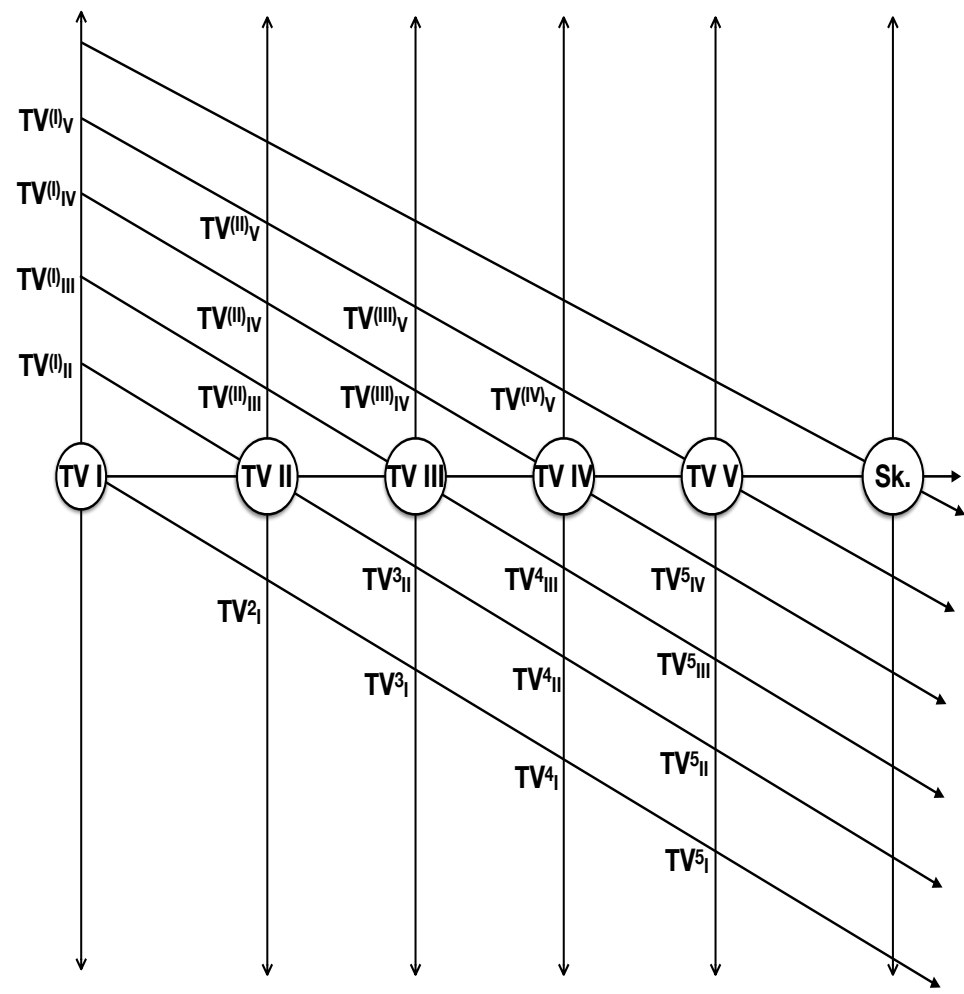 TV⁽ᴵ⁾V
TV⁽ᴵ⁾IV
TV⁽ᴵᴵ⁾V
TV⁽ᴵ⁾III
TV⁽ᴵᴵ⁾IV
TV⁽ᴵᴵᴵ⁾V
TV⁽ᴵ⁾II
TV⁽ᴵᴵ⁾III
TV⁽ᴵᴵᴵ⁾IV
TV⁽ᴵⱽ⁾V
TV I
TV II
TV III
TV IV
TV V
Sk.
TV³II
TV⁴III
TV⁵IV
TV²I
TV⁵III
TV³I
TV⁴II
TV⁵II
TV⁴I
TV⁵I